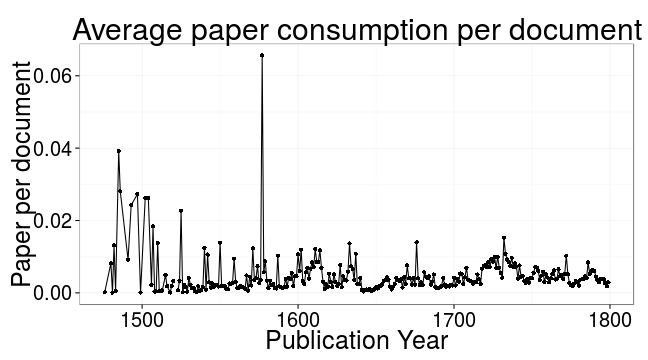 Average paper consumption per document
Paper per document
0.06
0.04
0.02
0.00
1500
1600
1700
1800
Publication Year